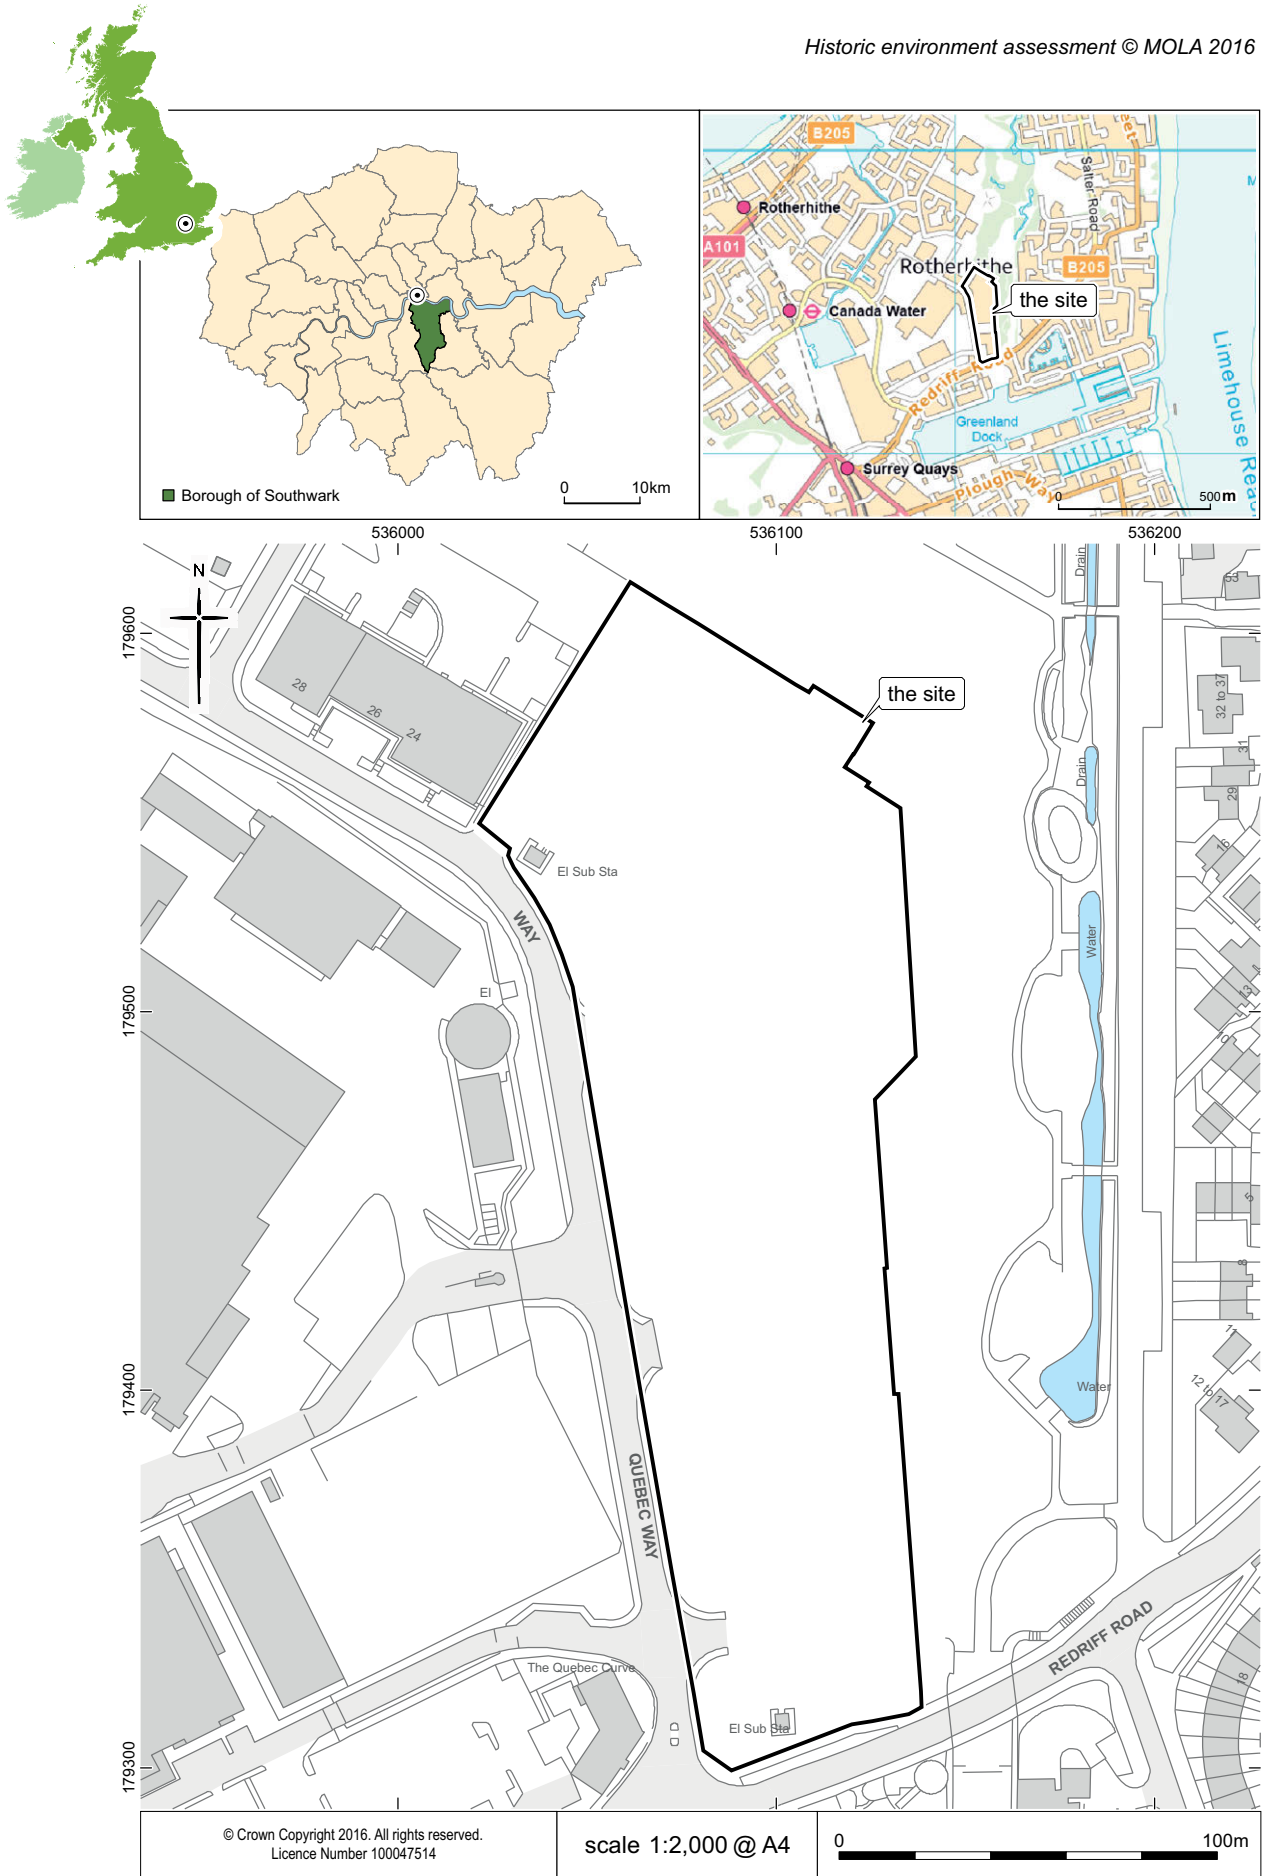 Historic environment assessment © MOLA 2016
Borough of Southwark
0
10km
B205
Rotherhithe
A101
Salter Road
Rotherhithe
B205
the site
Canada Water
Redriff Road
Limehouse
Greenland
Dock
Surrey Quays
Plough Way
0
500m
536000
536100
536200
N
179600
179500
179400
179300
28
26
24
the site
El Sub Sta
WAY
El
Drain
Drain
Water
Water
53
32 to 37
31
29
16
13
10
5
8
11
12 to 17
18
QUEBEC WAY
The Quebec Curve
El Sub Sta
REDRIFF ROAD
© Crown Copyright 2016. All rights reserved.
Licence Number 100047514
scale 1:2,000 @ A4
0
100m